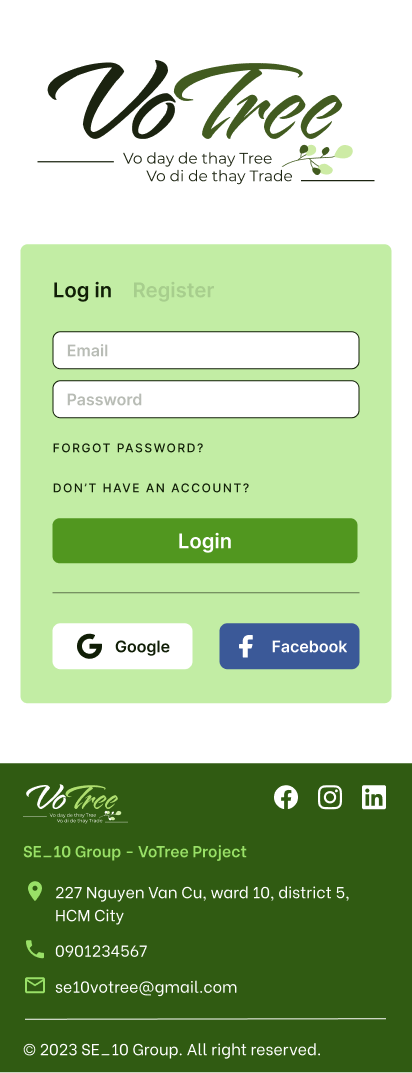 VoTree
Vo day de thay Tree
Vo di de thay Trade
Log in Register
Email
Password
FORGOT PASSWORD?
DON'T HAVE AN ACCOUNT?
Login
Google Facebook
VoTree
Vo day de thay Tree
Vo di de thay Trade
SE_10 Group - VoTree Project
227 Nguyen Van Cu, ward 10, district 5,
HCM City
0901234567
se10votree@gmail.com
© 2023 SE_10 Group. All right reserved.